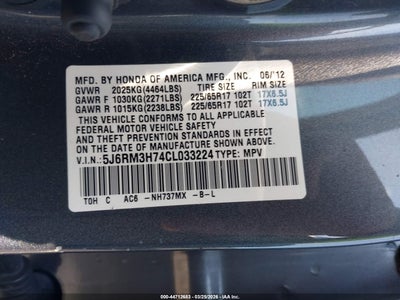 MFD. BY HONDA OF AMERICA MFG., INC. 06/12
GVWR 2025KG(4464LBS) TIRE SIZE RIM SIZE
GAWR F 1030KG(2271LBS) 225/65R17 102T 17X6.5J
GAWR R 1015KG(2238LBS) 225/65R17 102T 17X6.5J
THIS VEHICLE CONFORMS TO ALL APPLICABLE
FEDERAL MOTOR VEHICLE SAFETY AND
THEFT PREVENTION STANDARDS IN EFFECT ON
THE DATE OF MANUFACTURE SHOWN ABOVE.
V.I.N.: 5J6RM3H74CL033224 TYPE: MPV
TOH C AC6 -NH737MX -B-L
000-44712683 - 03/29/2026 - IAA Inc.